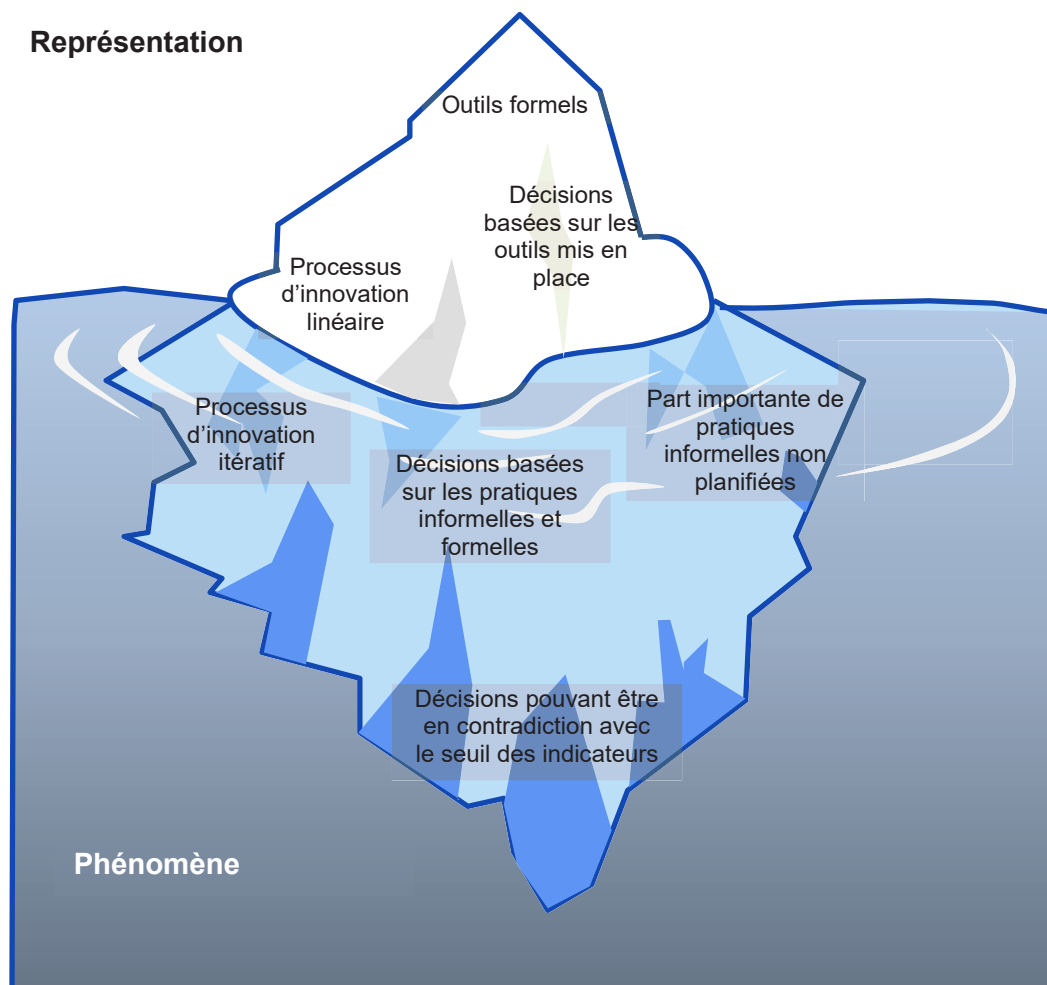 Représentation
Outils formels
Décisions
basées sur les
outils mis en
place
Processus
d’innovation
linéaire
Processus
d’innovation
itératif
Décisions basées
sur les pratiques
informelles et
formelles
Part importante de
pratiques
informelles non
planifiées
Décisions pouvant être
en contradiction avec
le seuil des indicateurs
Phénomène